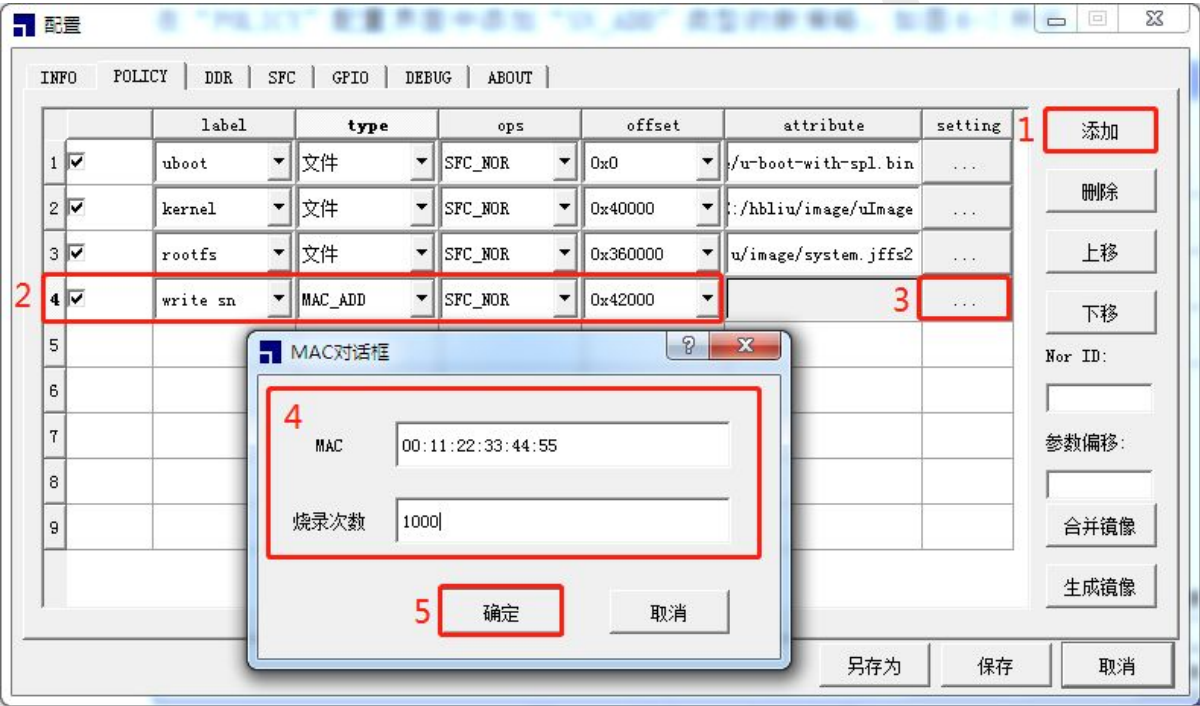 配置
INFO POLICY DDR SFC GPIO DEBUG ABOUT
label type ops offset attribute setting
1 添加
1 uboot 文件 SFC_NOR 0x0 /u-boot-with-spl.bin ...
删除
2 kernel 文件 SFC_NOR 0x40000 :/hbliu/image/uImage ...
3 rootfs 文件 SFC_NOR 0x360000 u/image/system.jffs2 ...
上移
2 4 write sn MAC_ADD SFC_NOR 0x42000 3 ...
下移
5
MAC对话框
Nor ID:
6
4
MAC 00:11:22:33:44:55
7
参数偏移:
8
烧录次数 1000
9
合并镜像
生成镜像
5 确定 取消
另存为 保存 取消